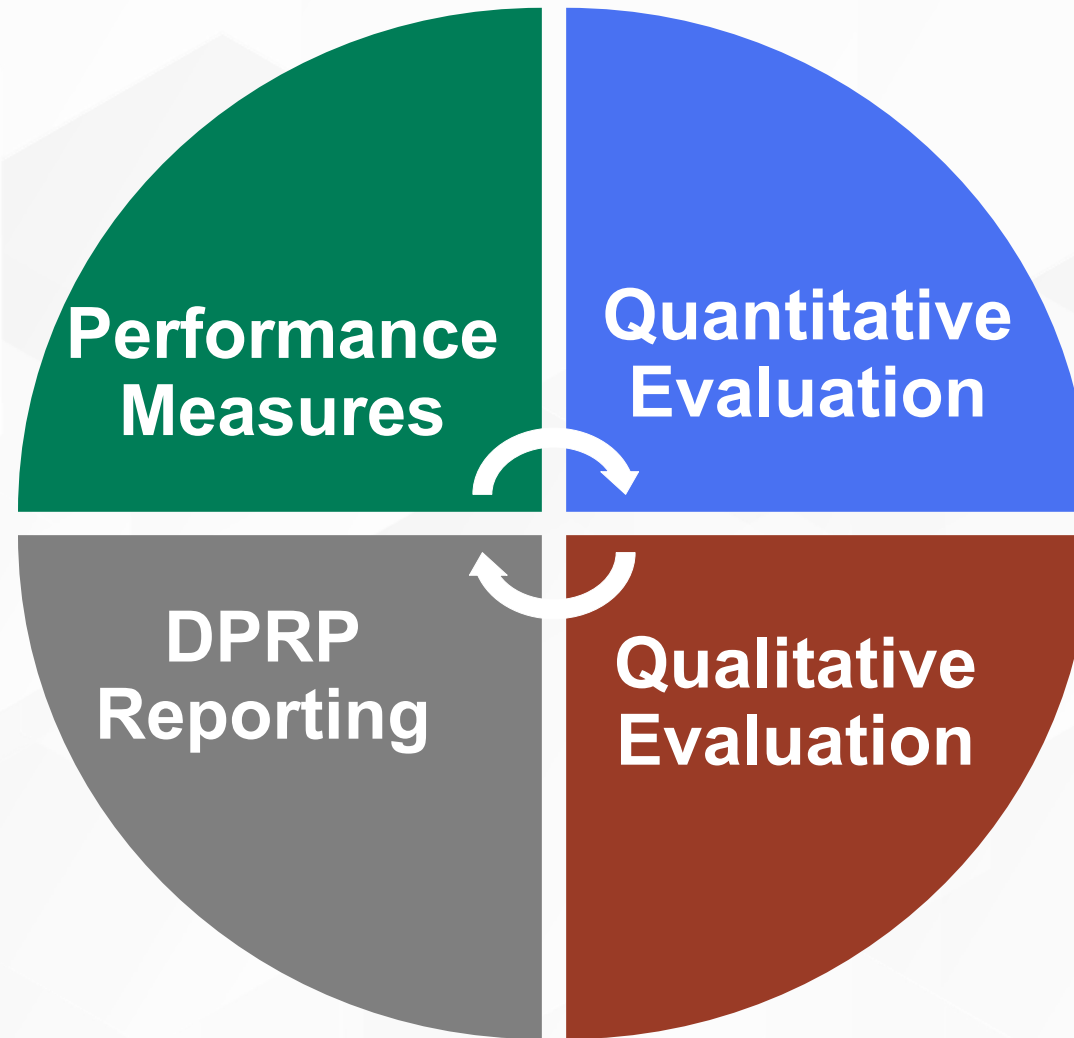 Performance
Measures
Quantitative
Evaluation
DPRP
Reporting
Qualitative
Evaluation